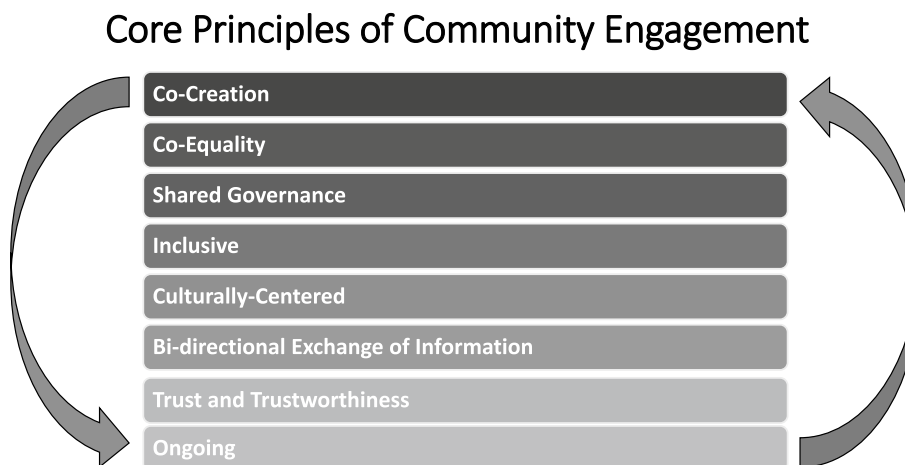 Core Principles of Community Engagement
Co-Creation
Co-Equality
Shared Governance
Inclusive
Culturally-Centered
Bi-directional Exchange of Information
Trust and Trustworthiness
Ongoing